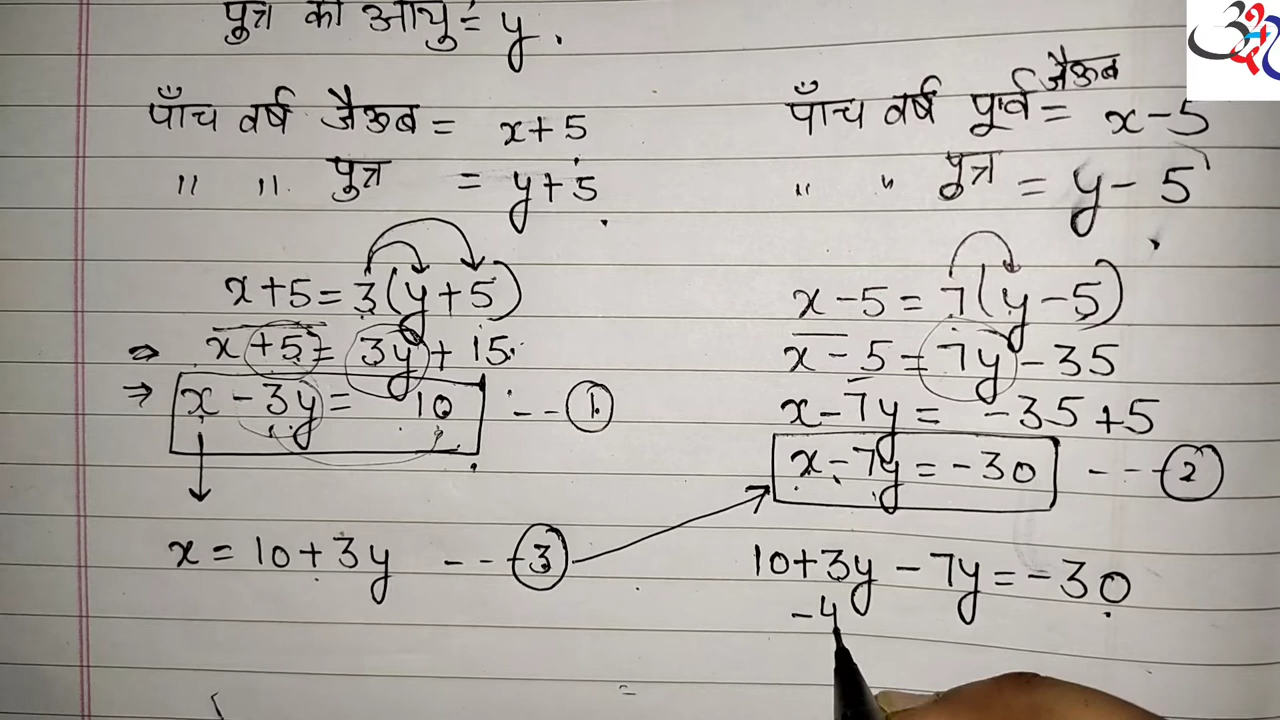 पुत्र की आयु = y.
पाँच वर्ष जैकब = x+5
" " पुत्र = y+5.
x+5 = 3(y+5)
⇒ x+5 = 3y+15
⇒ x-3y = 10 --- ①
x = 10+3y --- ③
पाँच वर्ष पूर्व जैकब = x-5
" " पुत्र = y-5
x-5 = 7(y-5)
x-5 = 7y-35
x-7y = -35+5
x-7y = -30 --- ②
10+3y-7y = -30
-4